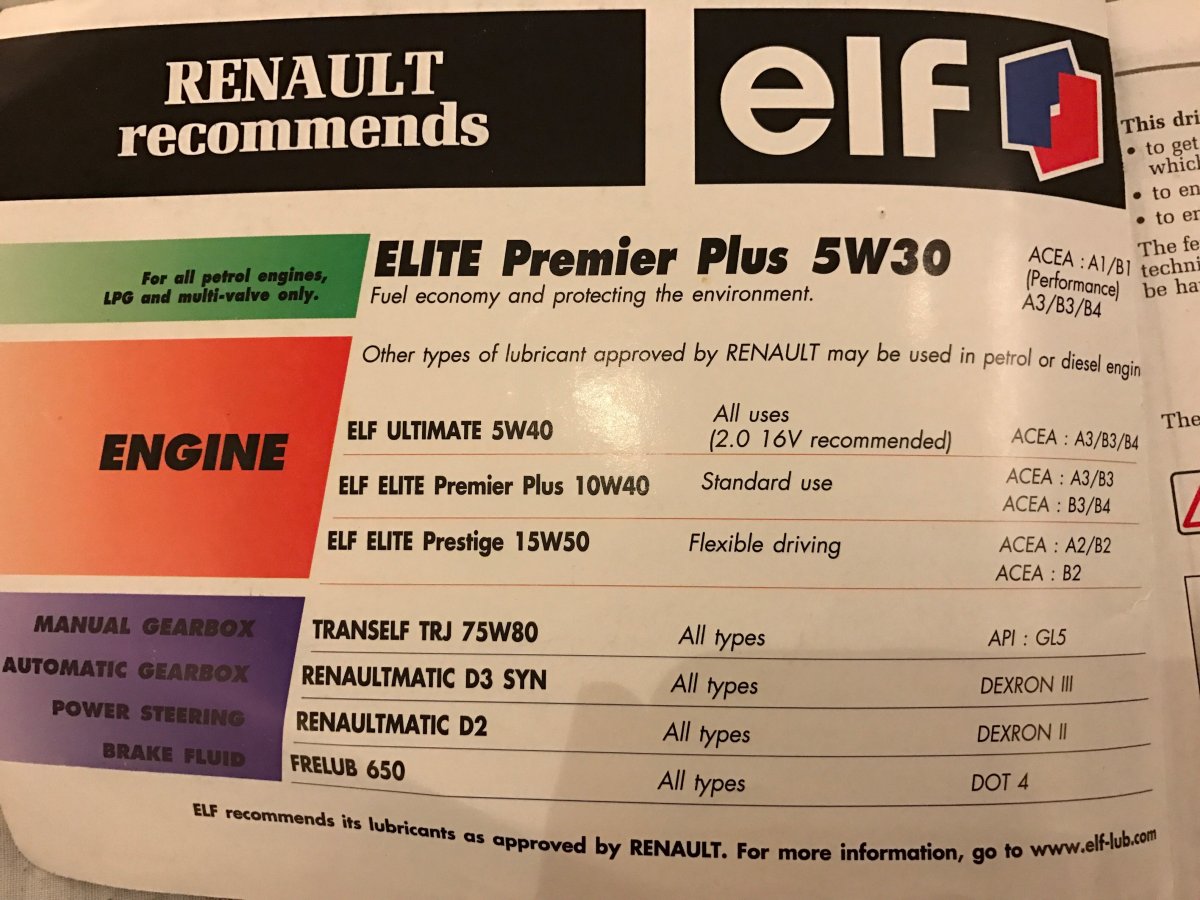 RENAULT
recommends
elf
For all petrol engines,
LPG and multi-valve only.
ELITE Premier Plus 5W30
Fuel economy and protecting the environment.
ACEA : A1/B1
(Performance)
A3/B3/B4
ENGINE
Other types of lubricant approved by RENAULT may be used in petrol or diesel engin
ELF ULTIMATE 5W40
All uses
(2.0 16V recommended)
ACEA : A3/B3/B4
ELF ELITE Premier Plus 10W40
Standard use
ACEA : A3/B3
ACEA : B3/B4
ELF ELITE Prestige 15W50
Flexible driving
ACEA : A2/B2
ACEA : B2
MANUAL GEARBOX
TRANSELF TRJ 75W80
All types
API : GL5
AUTOMATIC GEARBOX
RENAULTMATIC D3 SYN
All types
DEXRON III
POWER STEERING
RENAULTMATIC D2
All types
DEXRON II
BRAKE FLUID
FRELUB 650
All types
DOT 4
ELF recommends its lubricants as approved by RENAULT. For more information, go to www.elf-lub.com
This dri
• to get
which
• to en
• to en
The fe
techni
be ha
The